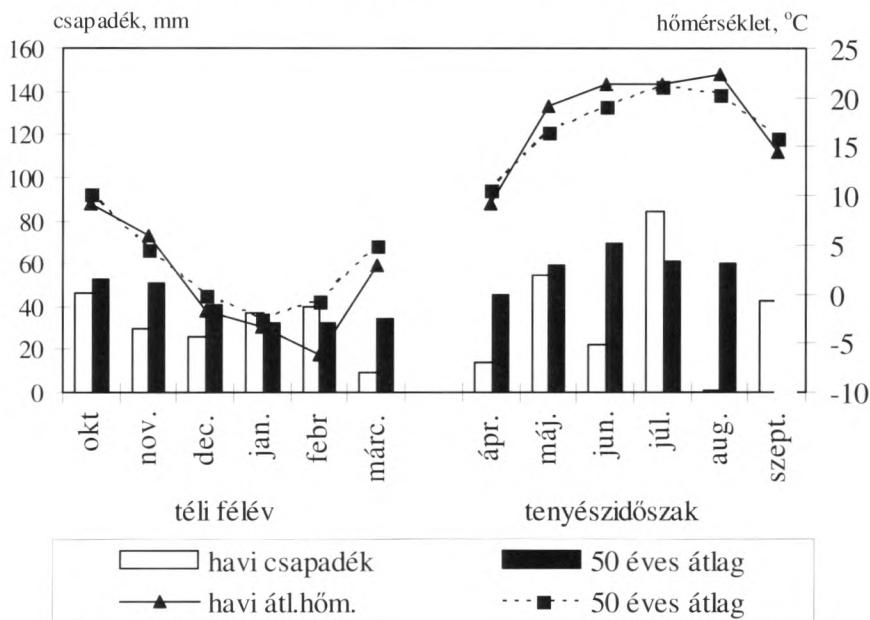 csapadék, mm
hőmérséklet, °C
160
140
120
100
80
60
40
20
0
25
20
15
10
5
0
-5
-10
okt
nov.
dec.
jan.
febr
márc.
ápr.
máj.
jun.
júl.
aug.
szept.
téli félév
tenyészidőszak
havi csapadék
50 éves átlag
havi átl.hőm.
50 éves átlag